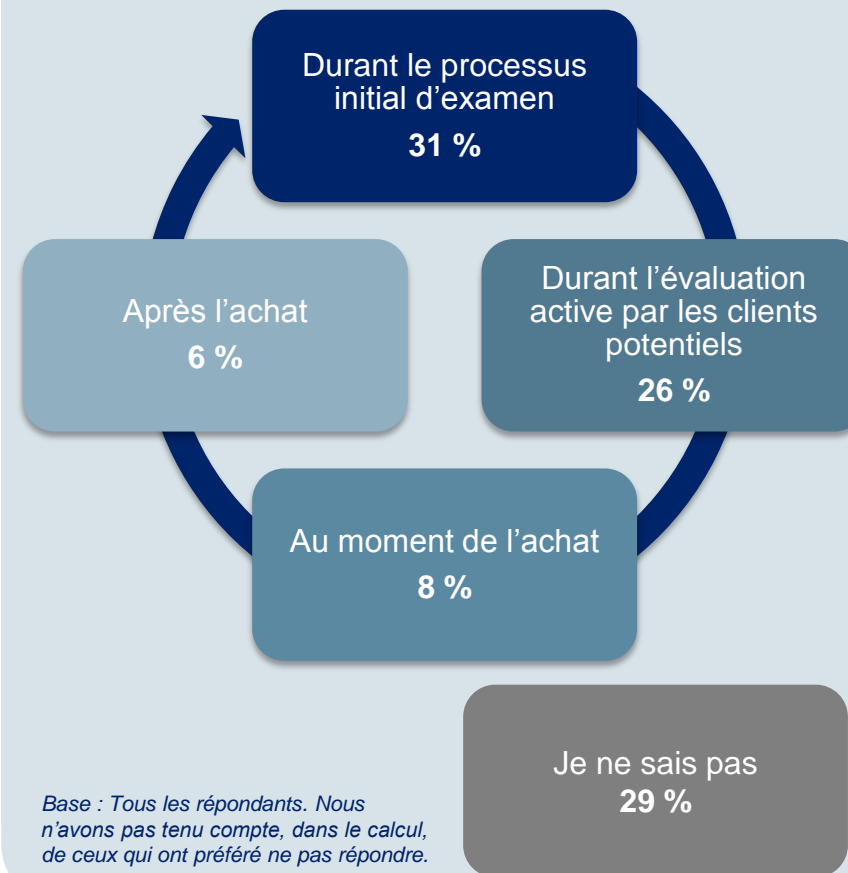 Durant le processus
initial d’examen
31 %
Durant l’évaluation
active par les clients
potentiels
26 %
Après l’achat
6 %
Au moment de l’achat
8 %
Je ne sais pas
29 %
Base : Tous les répondants. Nous
n’avons pas tenu compte, dans le calcul,
de ceux qui ont préféré ne pas répondre.